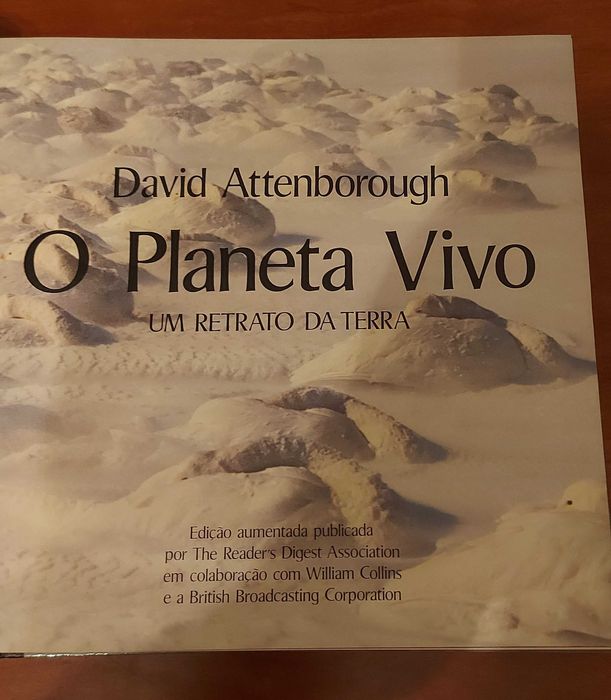 David Attenborough
O Planeta Vivo
UM RETRATO DA TERRA
Edição aumentada publicada
por The Reader's Digest Association
em colaboração com William Collins
e a British Broadcasting Corporation